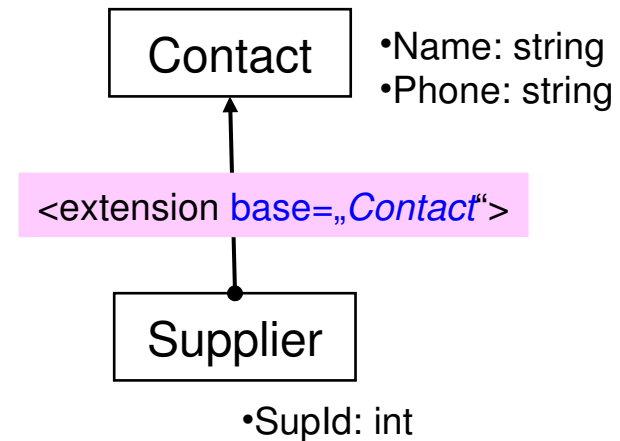 Contact
•Name: string
•Phone: string
<extension base=„Contact“>
Supplier
•SupId: int